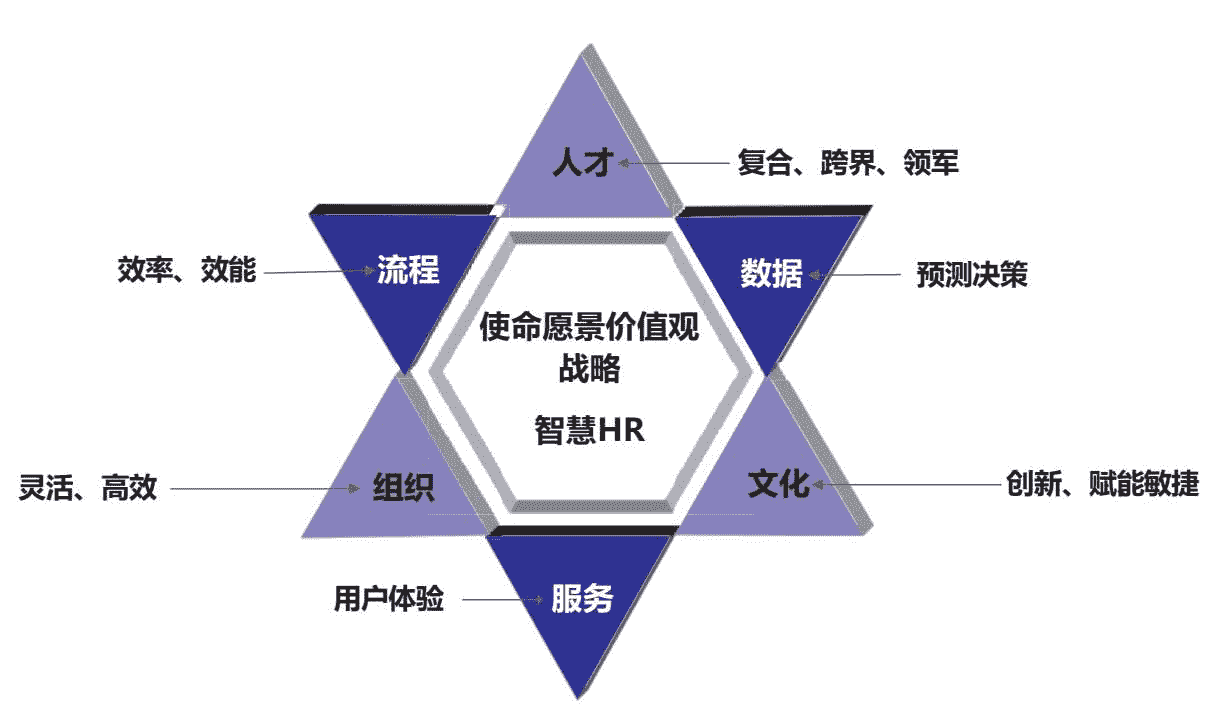 人才
复合、跨界、领军
流程
效率、效能
数据
预测决策
使命愿景价值观
战略
智慧HR
组织
灵活、高效
文化
创新、赋能敏捷
用户体验
服务